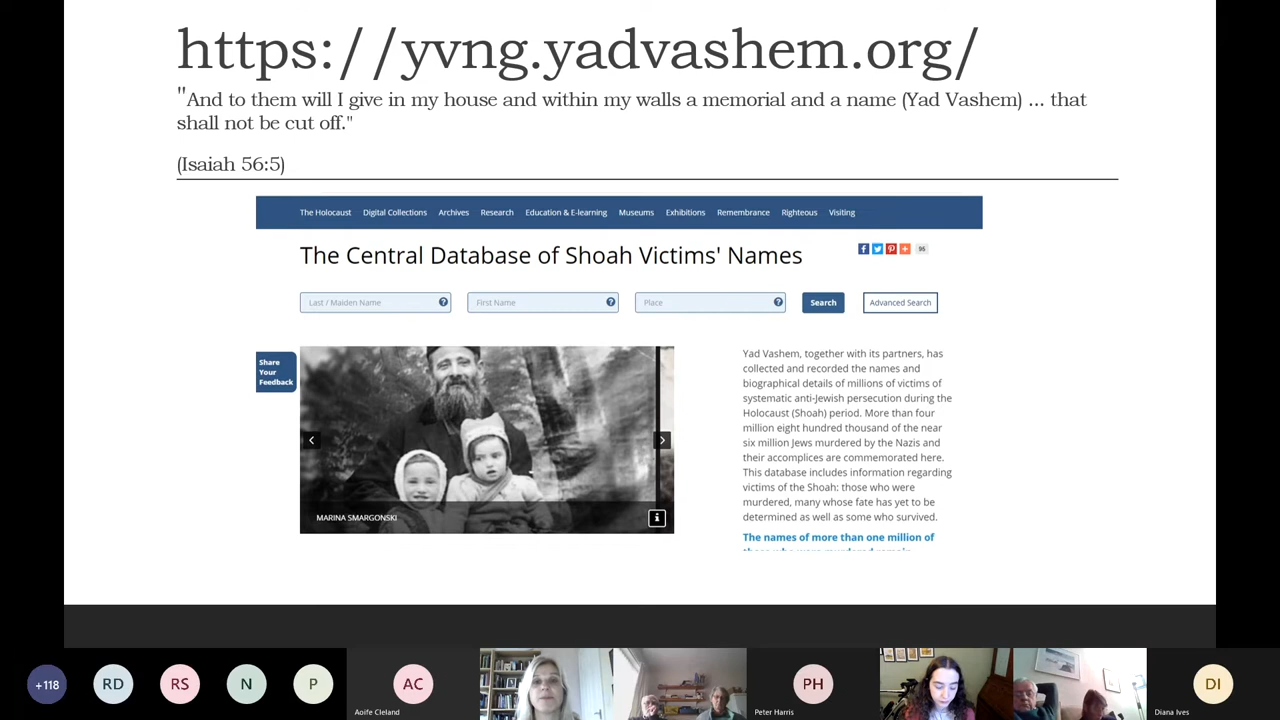 https://yvng.yadvashem.org/
"And to them will I give in my house and within my walls a memorial and a name (Yad Vashem) ... that
shall not be cut off."
(Isaiah 56:5)
The Holocaust Digital Collections Archives Research Education & E-learning Museums Exhibitions Remembrance Righteous Visiting
The Central Database of Shoah Victims' Names
95
Last / Maiden Name ? First Name ? Place ? Search Advanced Search
Share
Your
Feedback
MARINA SMARGONSKI
i
Yad Vashem, together with its partners, has
collected and recorded the names and
biographical details of millions of victims of
systematic anti-Jewish persecution during the
Holocaust (Shoah) period. More than four
million eight hundred thousand of the near
six million Jews murdered by the Nazis and
their accomplices are commemorated here.
This database includes information regarding
victims of the Shoah: those who were
murdered, many whose fate has yet to be
determined as well as some who survived.
The names of more than one million of
those who were murdered remain
+118 RD RS N P AC PH DI
Aoife Cleland Peter Harris Diana Ives